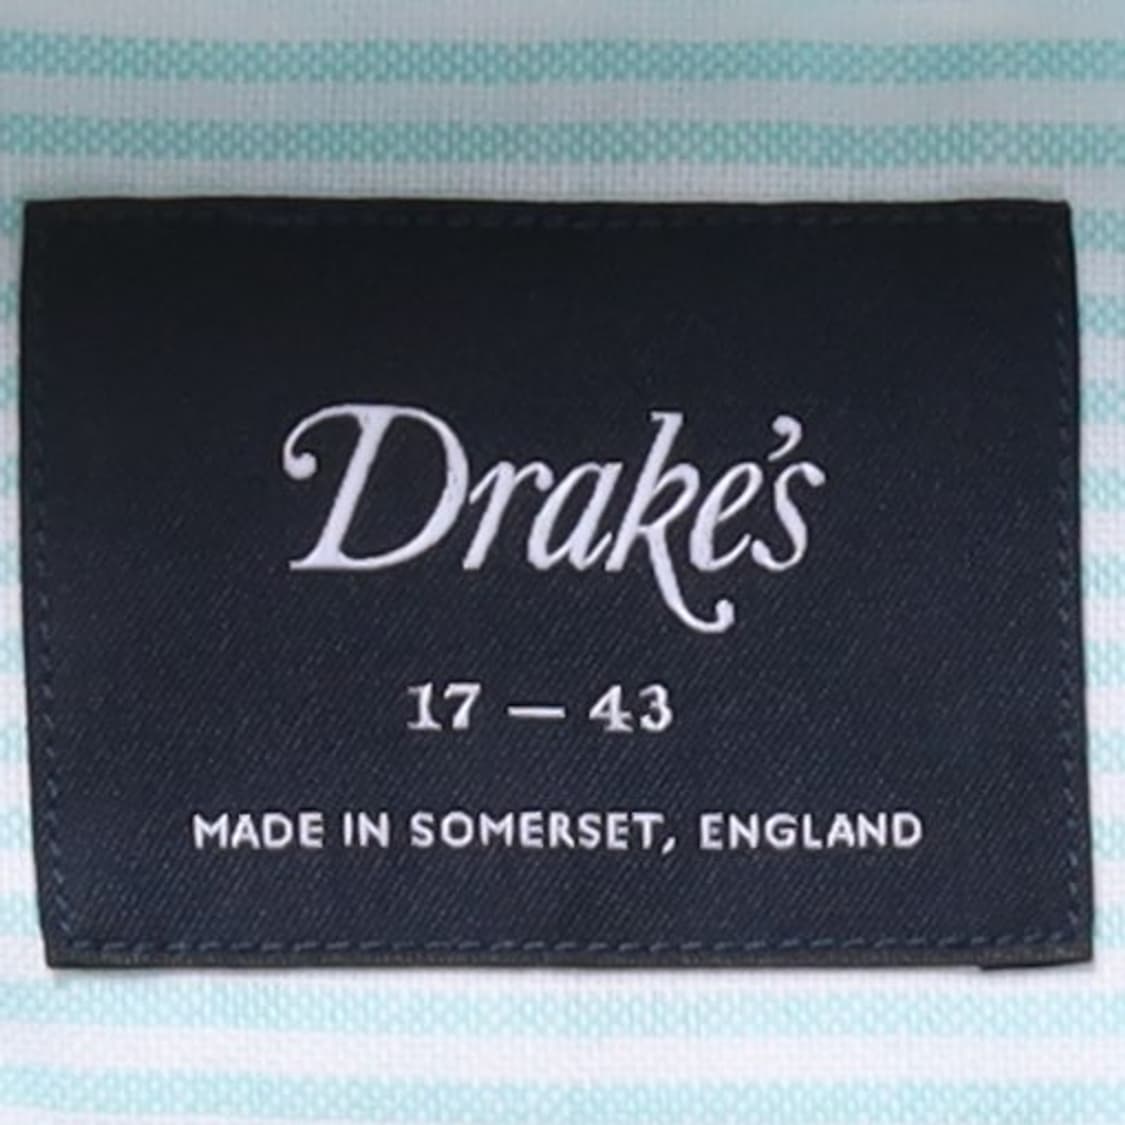 Drake's
17 — 43
MADE IN SOMERSET, ENGLAND